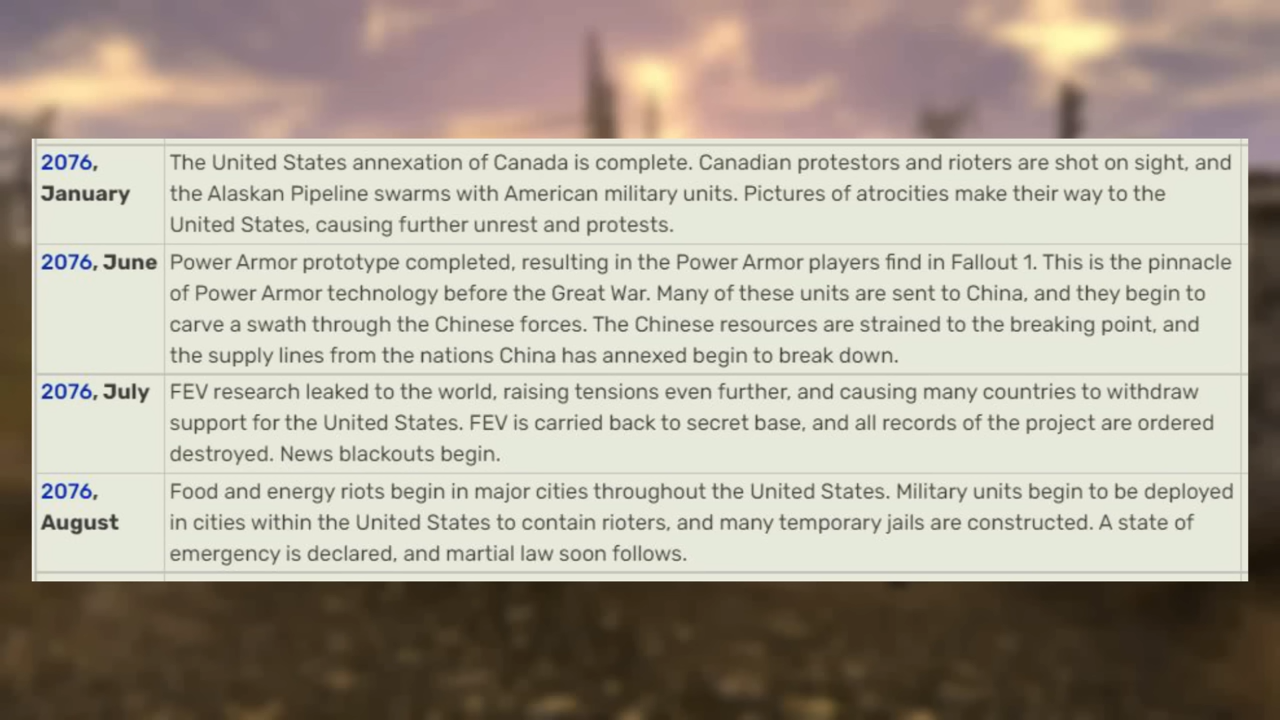 2076, January
The United States annexation of Canada is complete. Canadian protestors and rioters are shot on sight, and
the Alaskan Pipeline swarms with American military units. Pictures of atrocities make their way to the
United States, causing further unrest and protests.
2076, June
Power Armor prototype completed, resulting in the Power Armor players find in Fallout 1. This is the pinnacle
of Power Armor technology before the Great War. Many of these units are sent to China, and they begin to
carve a swath through the Chinese forces. The Chinese resources are strained to the breaking point, and
the supply lines from the nations China has annexed begin to break down.
2076, July
FEV research leaked to the world, raising tensions even further, and causing many countries to withdraw
support for the United States. FEV is carried back to secret base, and all records of the project are ordered
destroyed. News blackouts begin.
2076, August
Food and energy riots begin in major cities throughout the United States. Military units begin to be deployed
in cities within the United States to contain rioters, and many temporary jails are constructed. A state of
emergency is declared, and martial law soon follows.